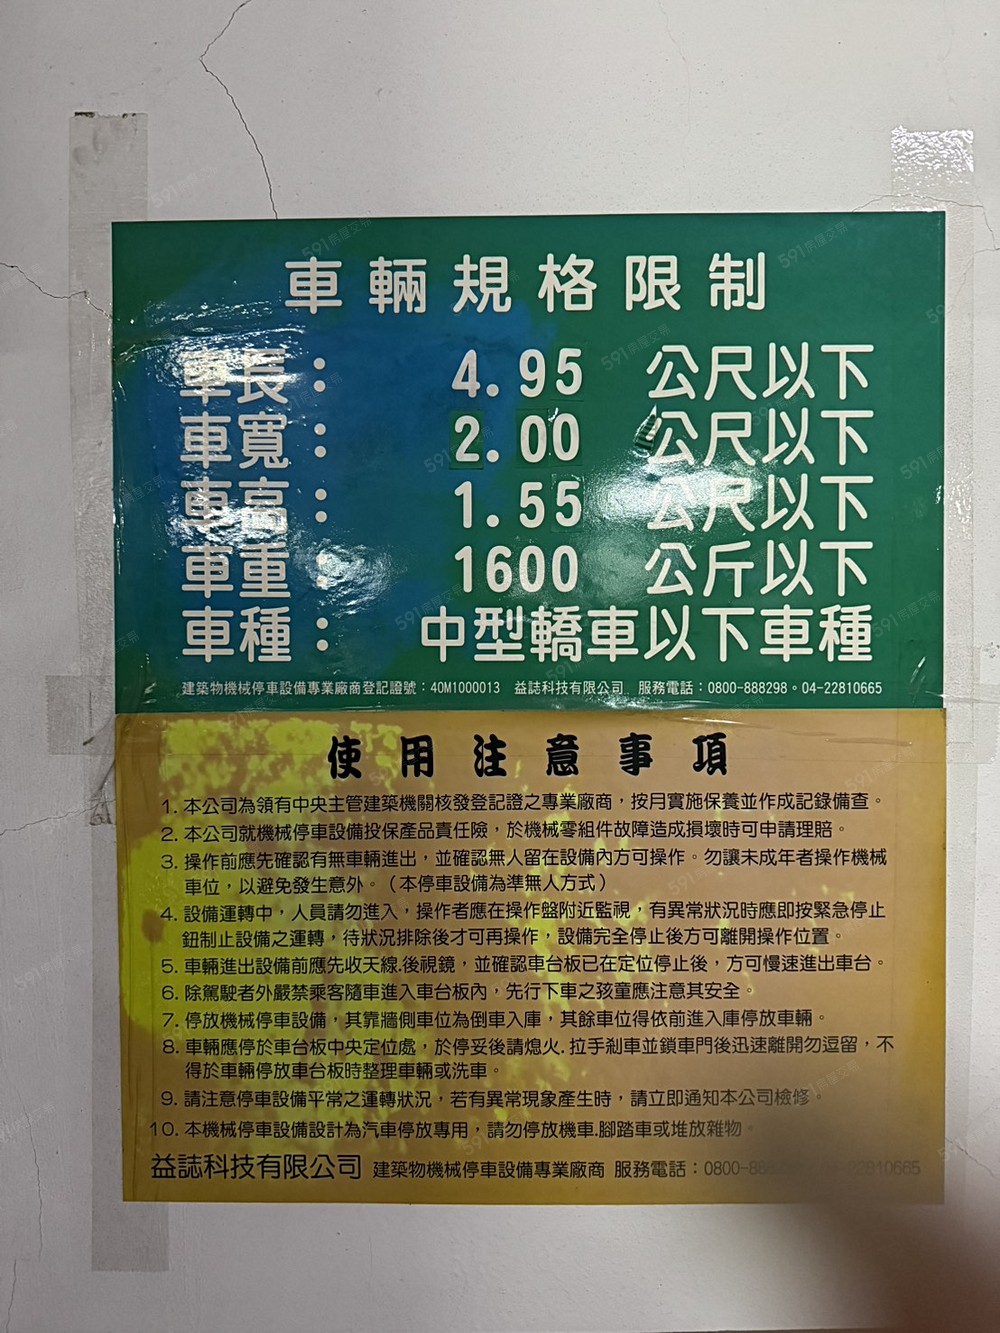 車輛規格限制
車長： 4.95 公尺以下
車寬： 2.00 公尺以下
車高： 1.55 公尺以下
車重： 1600 公斤以下
車種： 中型轎車以下車種
建築物機械停車設備專業廠商登記證號：40M1000013 益誌科技有限公司 服務電話：0800-888298。04-22810665
使用注意事項
1. 本公司為領有中央主管建築機關核發登記證之專業廠商，按月實施保養並作成記錄備查。
2. 本公司就機械停車設備投保產品責任險，於機械零組件故障造成損壞時可申請理賠。
3. 操作前應先確認有無車輛進出，並確認無人留在設備內方可操作。勿讓未成年者操作機械
車位，以避免發生意外。（本停車設備為準無人方式）
4. 設備運轉中，人員請勿進入，操作者應在操作盤附近監視，有異常狀況時應即按緊急停止
鈕制止設備之運轉，待狀況排除後才可再操作，設備完全停止後方可離開操作位置。
5. 車輛進出設備前應先收天線.後視鏡，並確認車台板已在定位停止後，方可慢速進出車台。
6. 除駕駛者外嚴禁乘客隨車進入車台板內，先行下車之孩童應注意其安全。
7. 停放機械停車設備，其靠牆側車位為倒車入庫，其餘車位得依前進入庫停放車輛。
8. 車輛應停於車台板中央定位處，於停妥後請熄火.拉手剎車並鎖車門後迅速離開勿逗留，不
得於車輛停放車台板時整理車輛或洗車。
9. 請注意停車設備平常之運轉狀況，若有異常現象產生時，請立即通知本公司檢修。
10. 本機械停車設備設計為汽車停放專用，請勿停放機車.腳踏車或堆放雜物。
益誌科技有限公司 建築物機械停車設備專業廠商 服務電話：0800-88 22810665